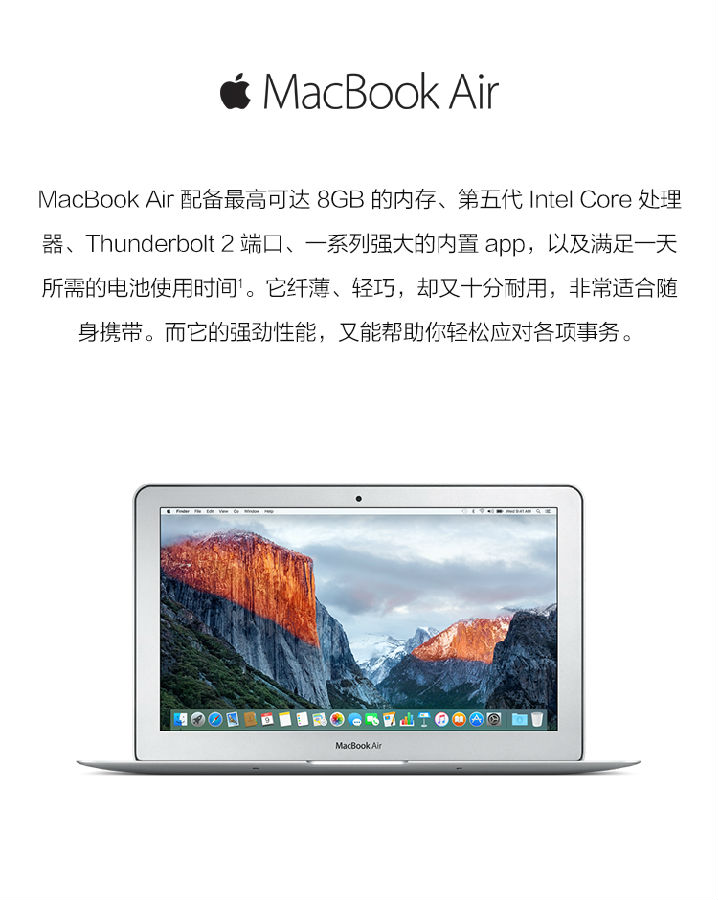 MacBook Air
MacBook Air 配备最高可达 8GB 的内存、第五代 Intel Core 处理
器、Thunderbolt 2 端口、一系列强大的内置 app，以及满足一天
所需的电池使用时间¹。它纤薄、轻巧，却又十分耐用，非常适合随
身携带。而它的强劲性能，又能帮助你轻松应对各项事务。
Finder File Edit View Go Window Help Wed 9:41 AM
9
MacBook Air